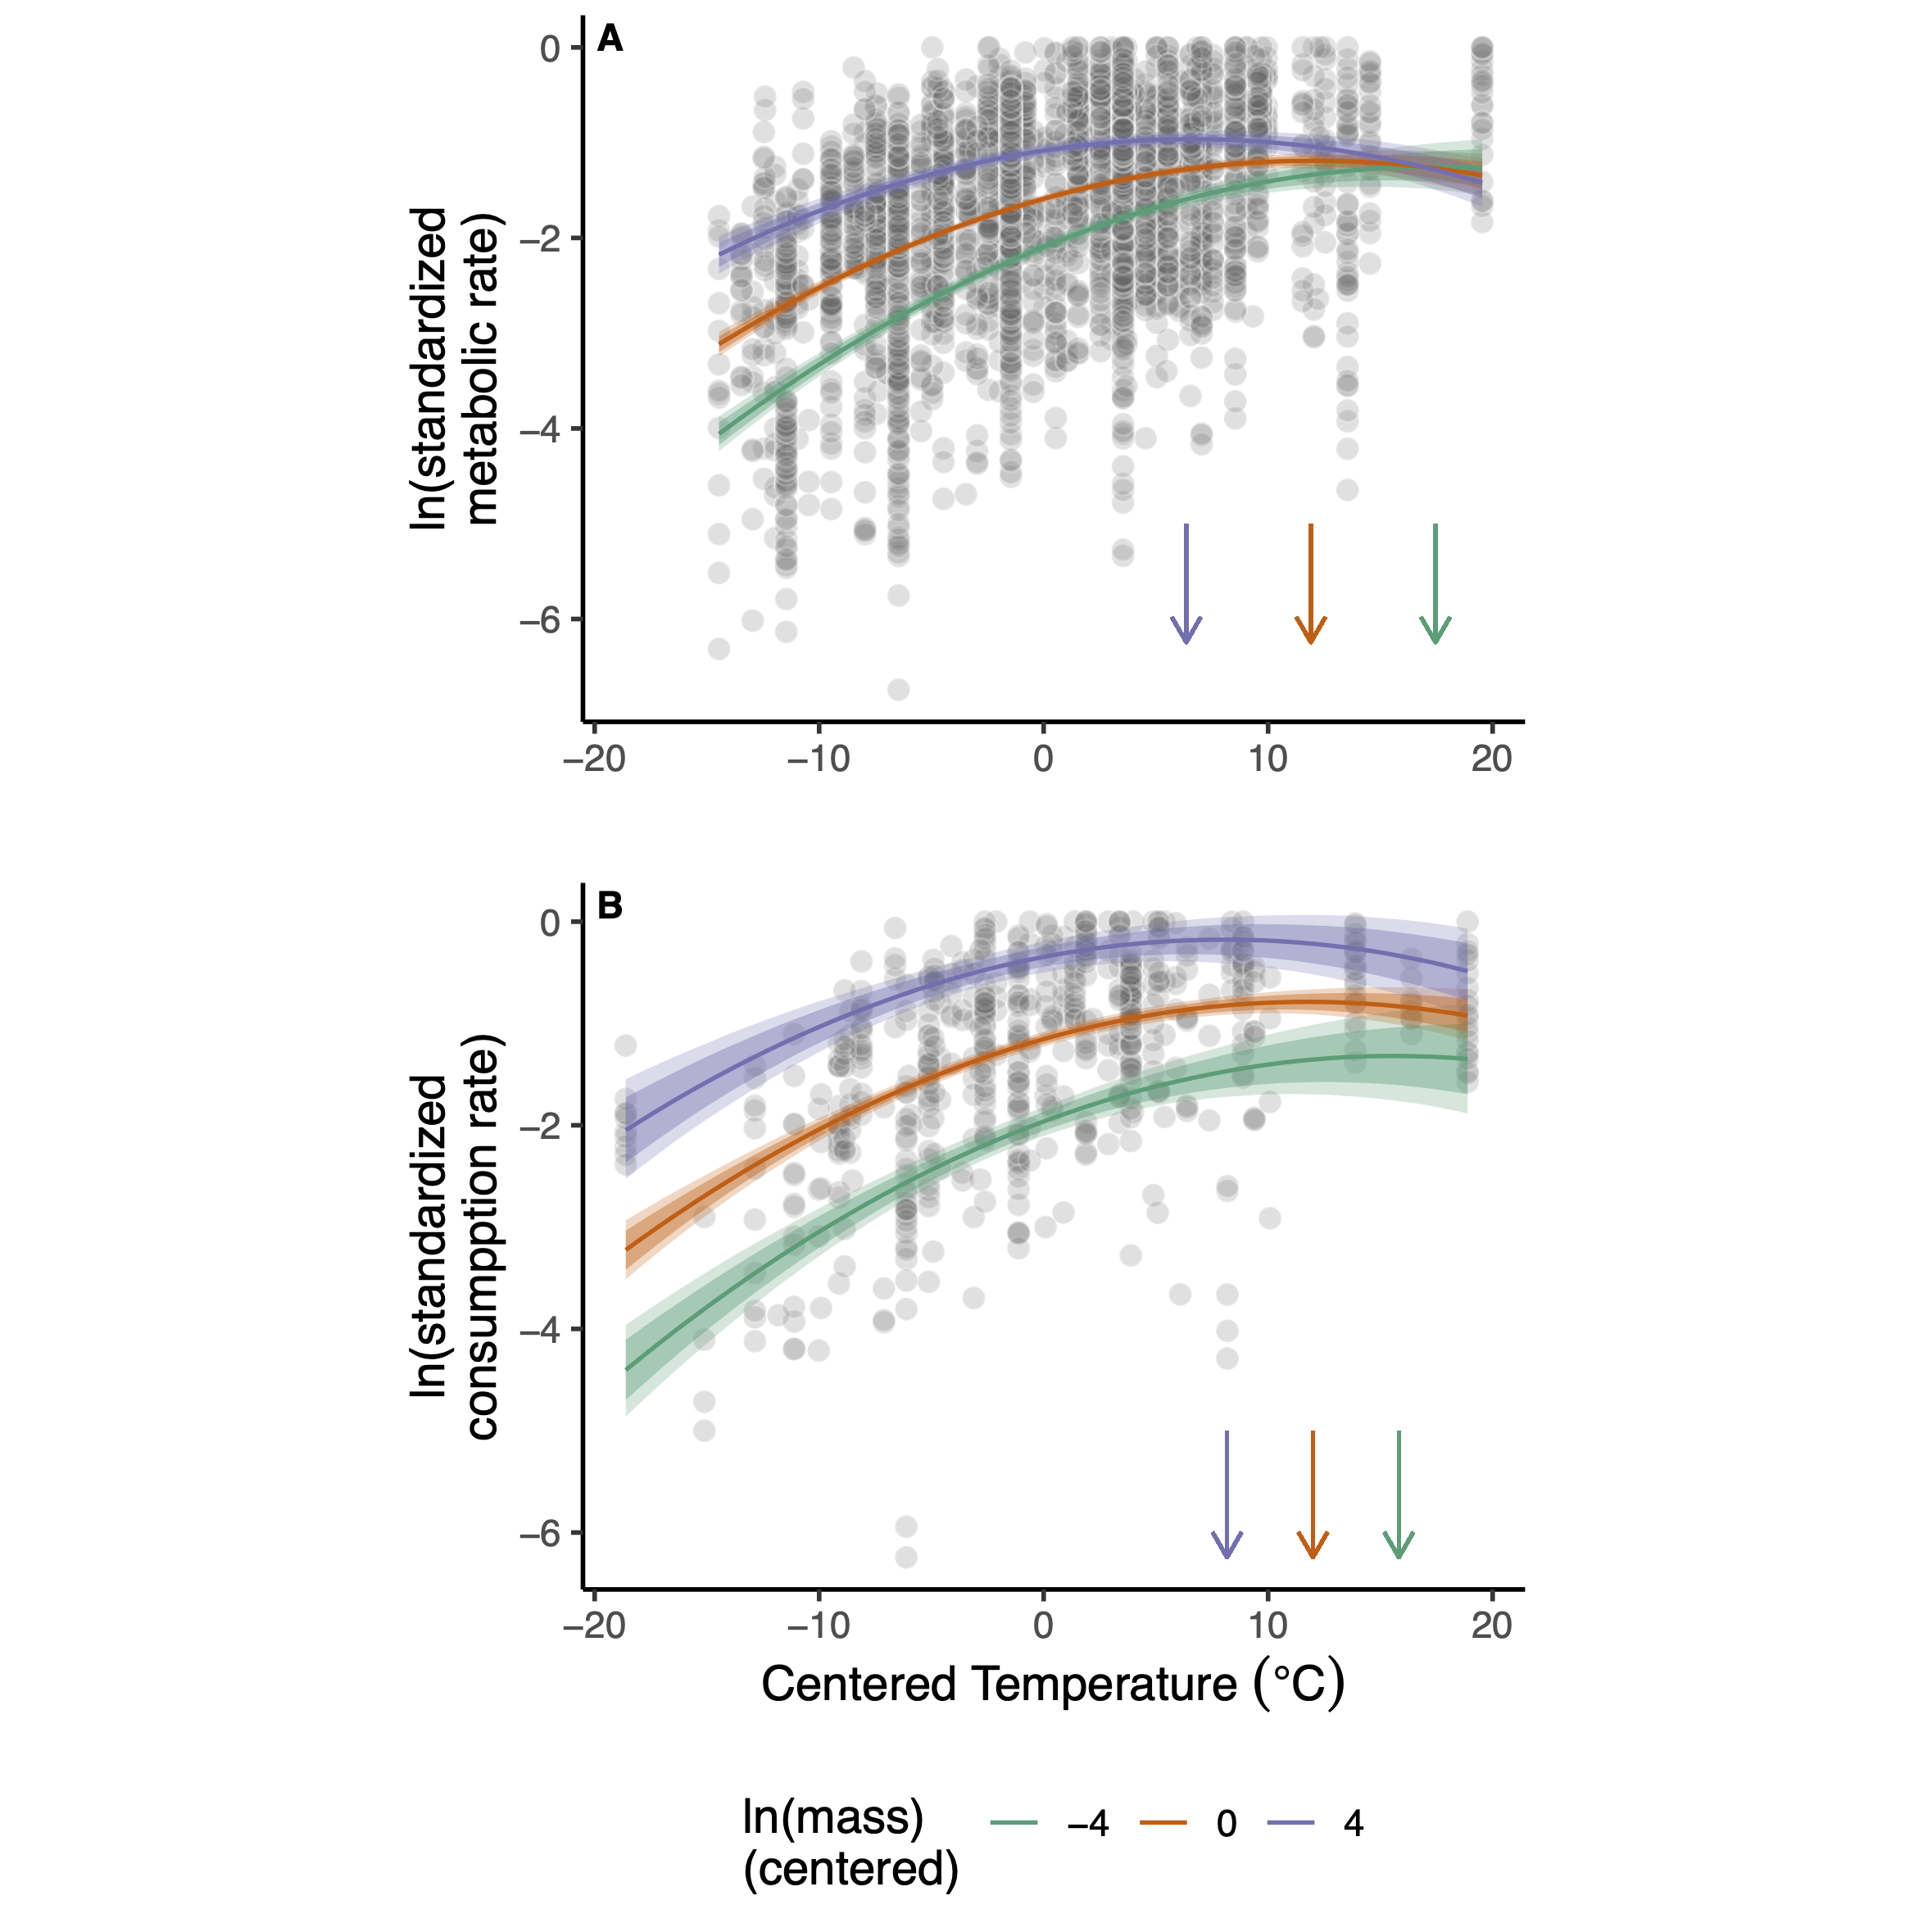 A
0
−2
−4
−6
ln(standardized
metabolic rate)
−20 −10 0 10 20
B
0
−2
−4
−6
ln(standardized
consumption rate)
−20 −10 0 10 20
Centered Temperature (°C)
ln(mass)
(centered)
−4 0 4